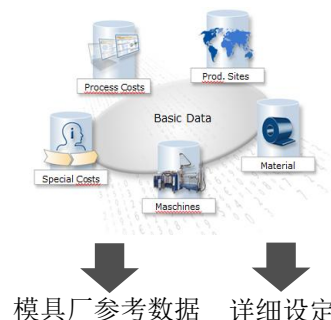 Process Costs
Prod. Sites
Basic Data
Special Costs
Material
Maschines
模具厂参考数据 详细设定